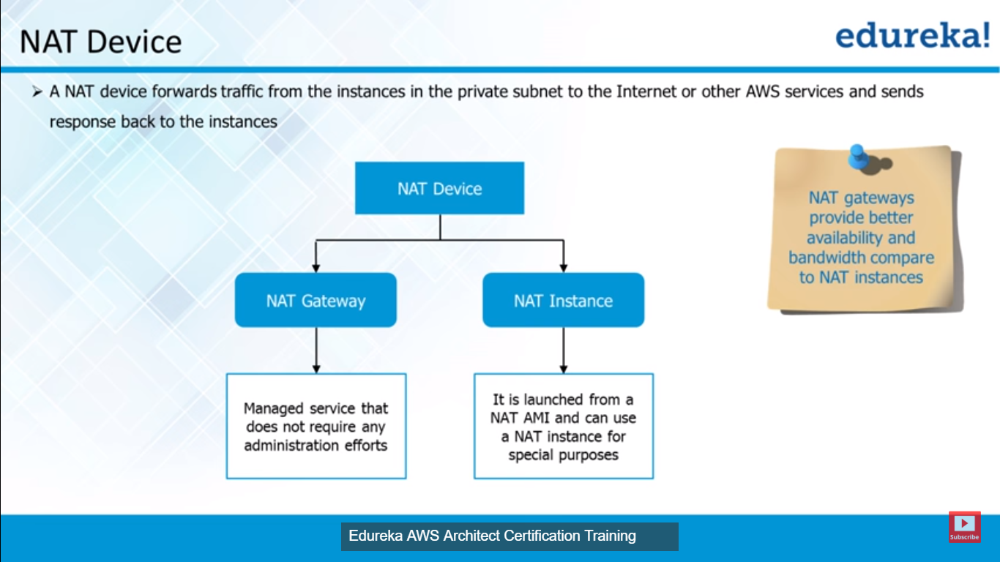 NAT Device
edureka!
➢ A NAT device forwards traffic from the instances in the private subnet to the Internet or other AWS services and sends
response back to the instances
NAT Device
NAT gateways
provide better
availability and
bandwidth compare
to NAT instances
NAT Gateway
NAT Instance
Managed service that
does not require any
administration efforts
It is launched from a
NAT AMI and can use
a NAT instance for
special purposes
Edureka AWS Architect Certification Training
Subscribe